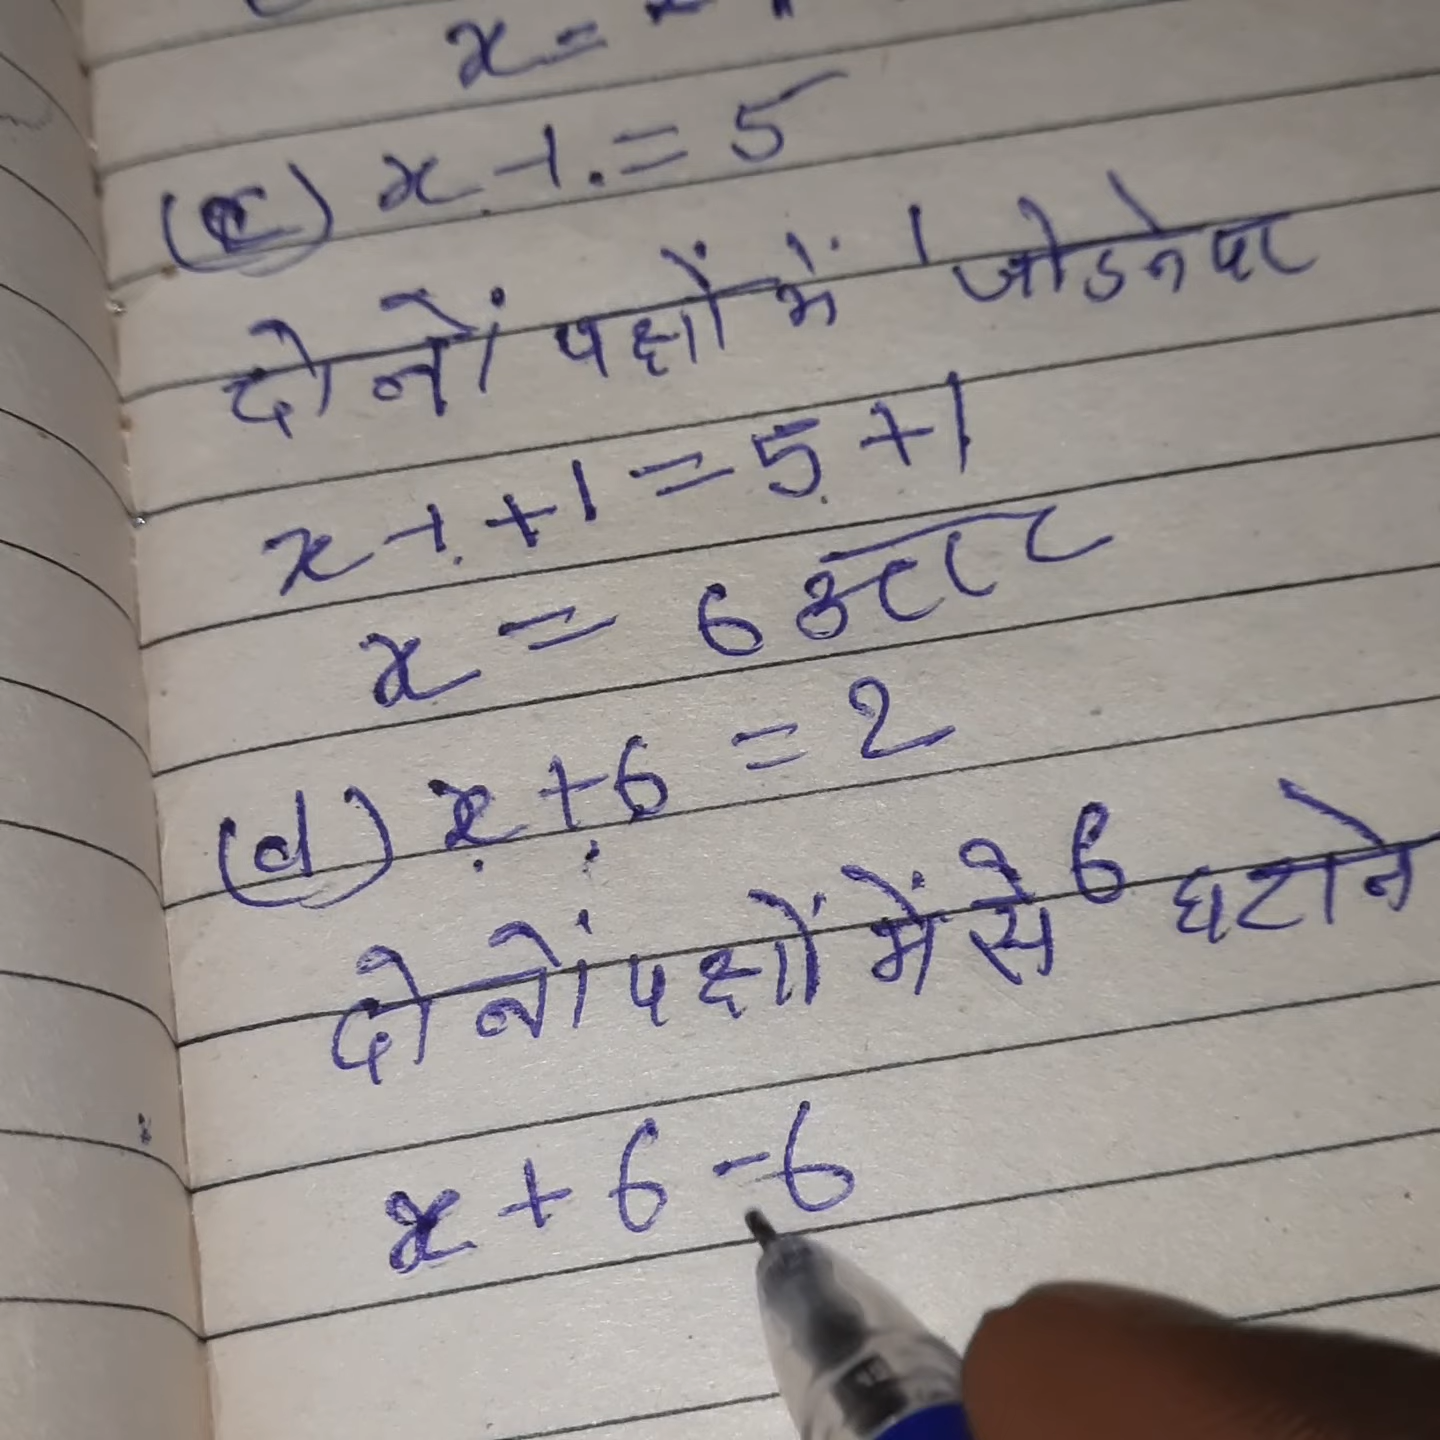 x =
(c) x - 1 = 5
दोनों पक्षों में 1 जोडने पर
x - 1 + 1 = 5 + 1
x = 6 उत्तर
(d) x + 6 = 2
दोनों पक्षों में से 6 घटाने
x + 6 - 6